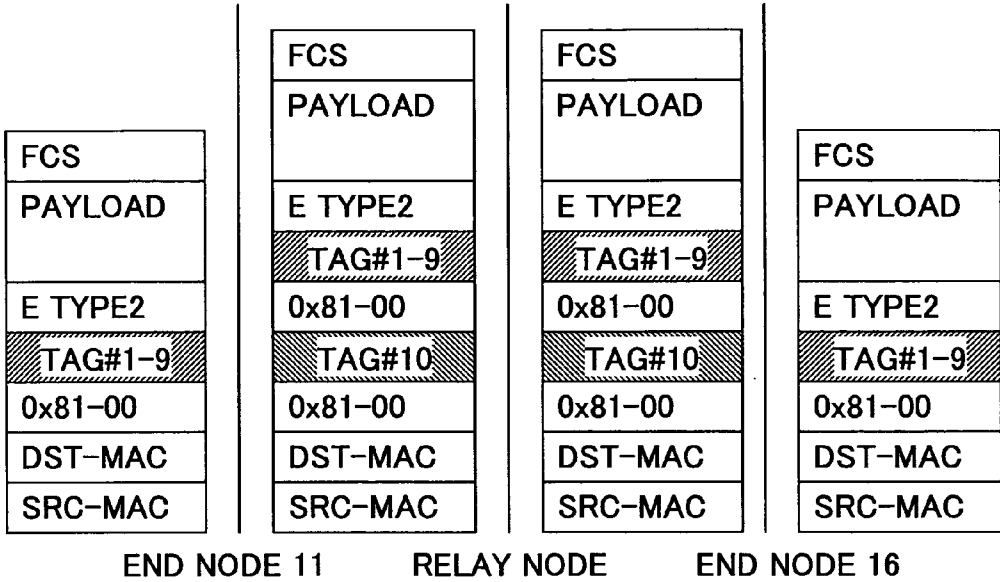 FCS
PAYLOAD
E TYPE2
TAG#1-9
0x81-00
DST-MAC
SRC-MAC
FCS
PAYLOAD
E TYPE2
TAG#1-9
0x81-00
TAG#10
0x81-00
DST-MAC
SRC-MAC
FCS
PAYLOAD
E TYPE2
TAG#1-9
0x81-00
TAG#10
0x81-00
DST-MAC
SRC-MAC
FCS
PAYLOAD
E TYPE2
TAG#1-9
0x81-00
DST-MAC
SRC-MAC
END NODE 11
RELAY NODE
END NODE 16